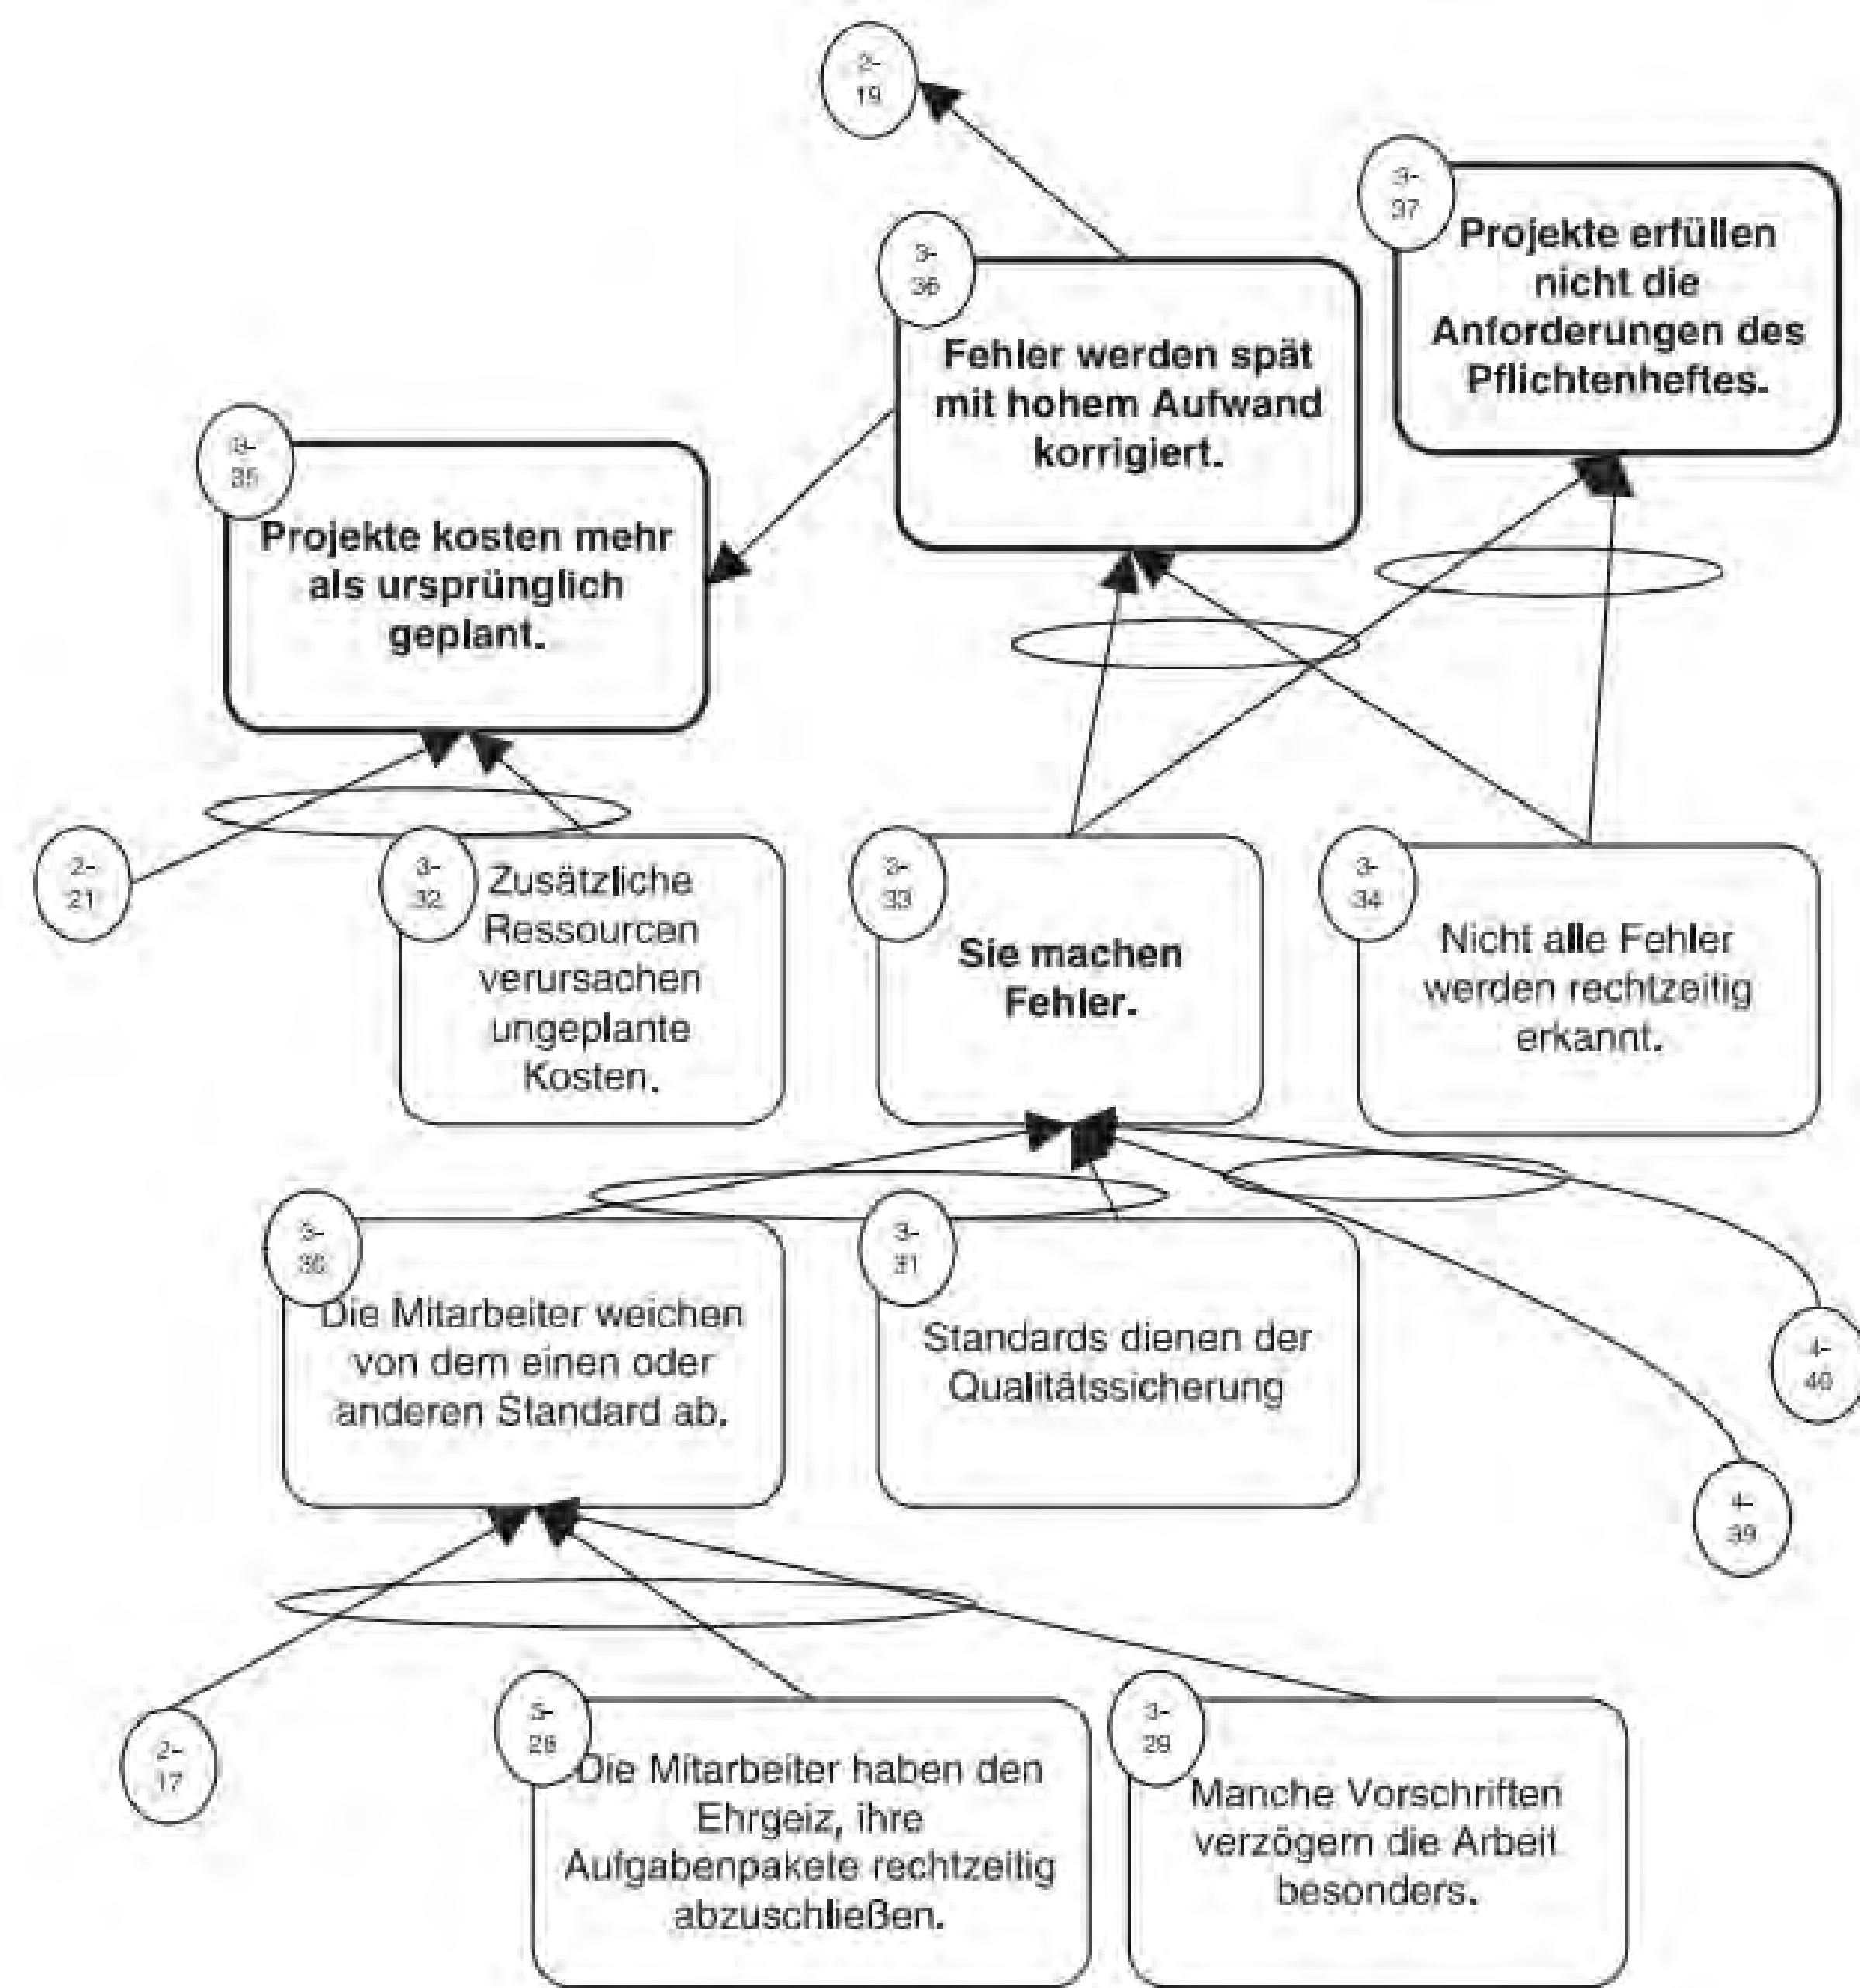 2-
19
3-
37
Projekte erfüllen
nicht die
Anforderungen des
Pflichtenheftes.
3-
36
Fehler werden spät
mit hohem Aufwand
korrigiert.
3-
35
Projekte kosten mehr
als ursprünglich
geplant.
2-
21
3-
32
Zusätzliche
Ressourcen
verursachen
ungeplante
Kosten.
3-
33
Sie machen
Fehler.
3-
34
Nicht alle Fehler
werden rechtzeitig
erkannt.
3-
30
Die Mitarbeiter weichen
von dem einen oder
anderen Standard ab.
3-
31
Standards dienen der
Qualitätssicherung
4-
40
4-
39
2-
17
3-
28
Die Mitarbeiter haben den
Ehrgeiz, ihre
Aufgabenpakete rechtzeitig
abzuschließen.
3-
29
Manche Vorschriften
verzögern die Arbeit
besonders.